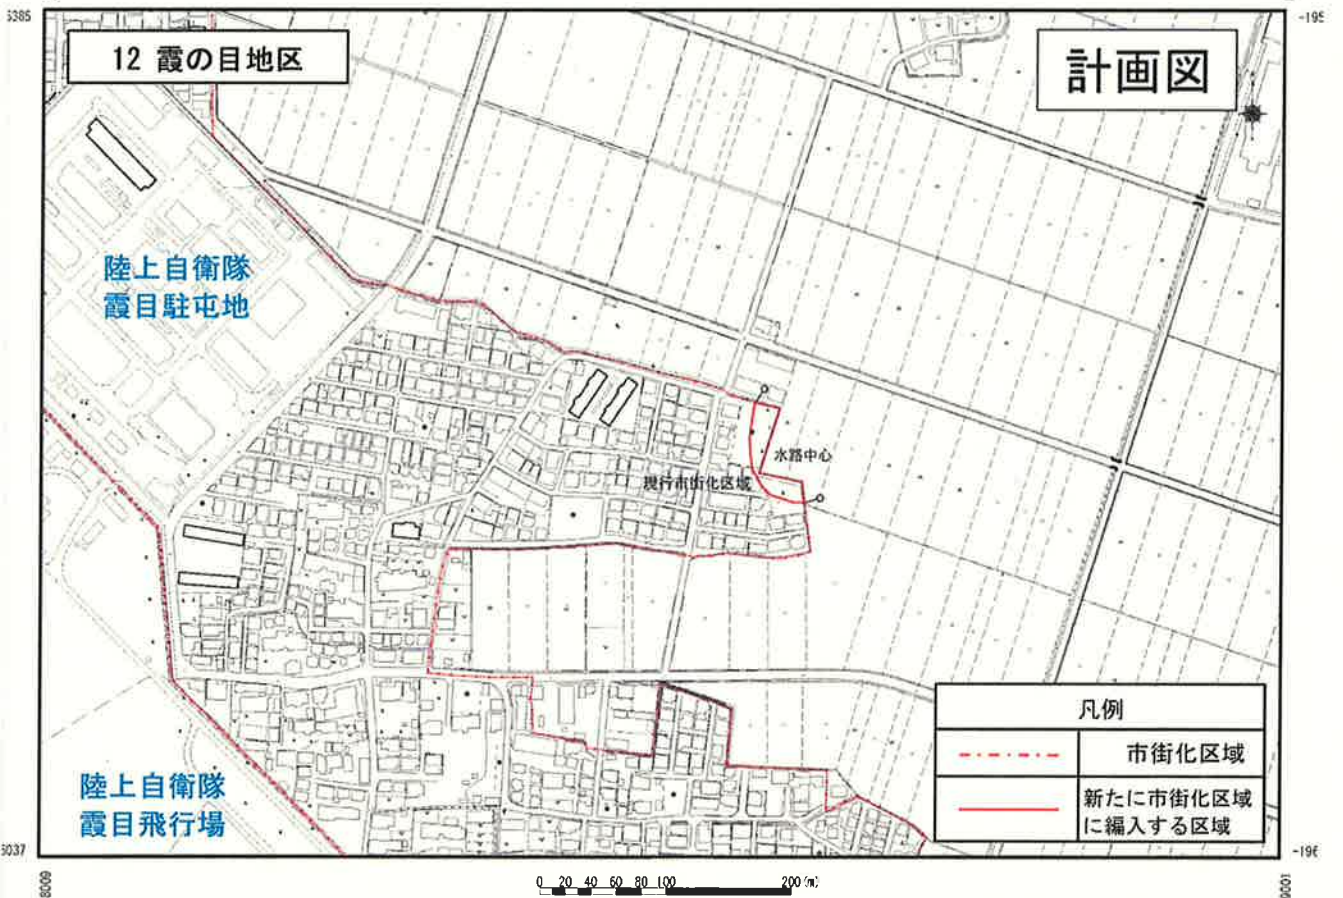 12 霞の目地区
計画図
陸上自衛隊
霞目駐屯地
水路中心
現行市街化区域
陸上自衛隊
霞目飛行場
凡例
市街化区域
新たに市街化区域
に編入する区域
0 20 40 60 80 100 200 (m)